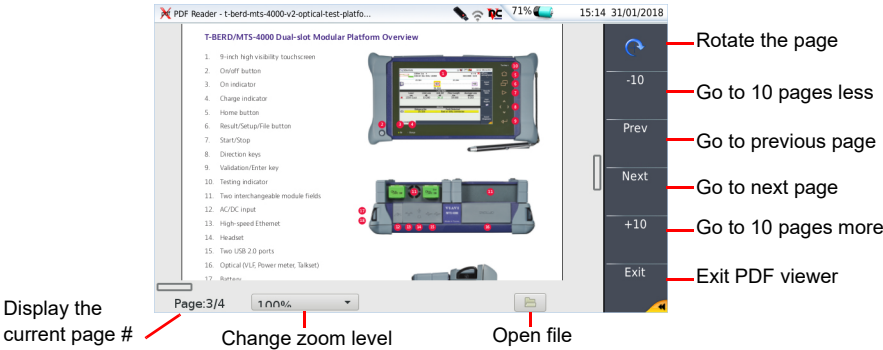 PDF Reader - t-berd-mts-4000-v2-optical-test-platfo...
71%
15:14 31/01/2018
T-BERD/MTS-4000 Dual-slot Modular Platform Overview
1. 9-inch high visibility touchscreen
2. On/off button
3. On indicator
4. Charge indicator
5. Home button
6. Result/Setup/File button
7. Start/Stop
8. Direction keys
9. Validation/Enter key
10. Testing indicator
11. Two interchangeable module fields
12. AC/DC input
13. High-speed Ethernet
14. Headset
15. Two USB 2.0 ports
16. Optical (VLF, Power meter, Talkset)
17. Battery
-10
Prev
Next
+10
Exit
Rotate the page
Go to 10 pages less
Go to previous page
Go to next page
Go to 10 pages more
Exit PDF viewer
Page:3/4
100%
Display the
current page #
Change zoom level
Open file